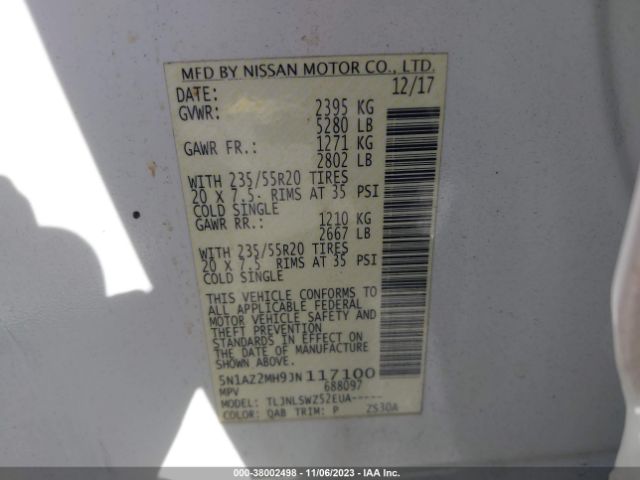 MFD BY NISSAN MOTOR CO., LTD.
DATE: 12/17
GVWR: 2395 KG
5280 LB
GAWR FR.: 1271 KG
2802 LB
WITH 235/55R20 TIRES
20 X 7.5 RIMS AT 35 PSI
COLD SINGLE
GAWR RR.: 1210 KG
2667 LB
WITH 235/55R20 TIRES
20 X 7.5 RIMS AT 35 PSI
COLD SINGLE
THIS VEHICLE CONFORMS TO
ALL APPLICABLE FEDERAL
MOTOR VEHICLE SAFETY AND
THEFT PREVENTION
STANDARDS IN EFFECT ON
THE DATE OF MANUFACTURE
SHOWN ABOVE.
5N1AZ2MH9JN117100
MPV 688097
MODEL: TLJNLSWZ52EUA-----
COLOR: QAB TRIM: P ZS30A
000-38002498 - 11/06/2023 - IAA Inc.